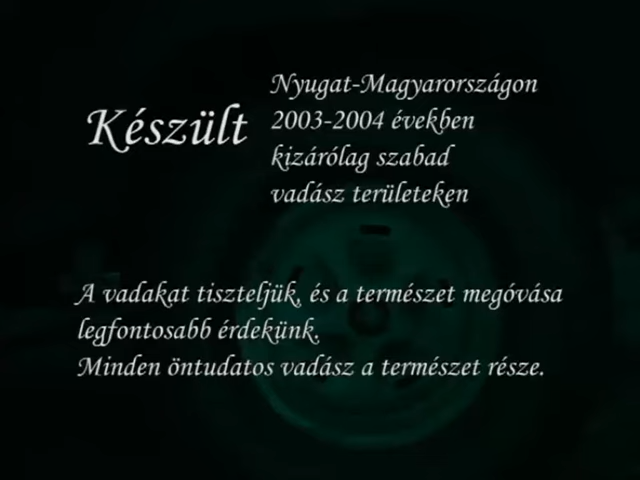 Készült
Nyugat-Magyarországon
2003-2004 években
kizárólag szabad
vadász területeken
A vadakat tiszteljük, és a természet megóvása
legfontosabb érdekünk.
Minden öntudatos vadász a természet része.